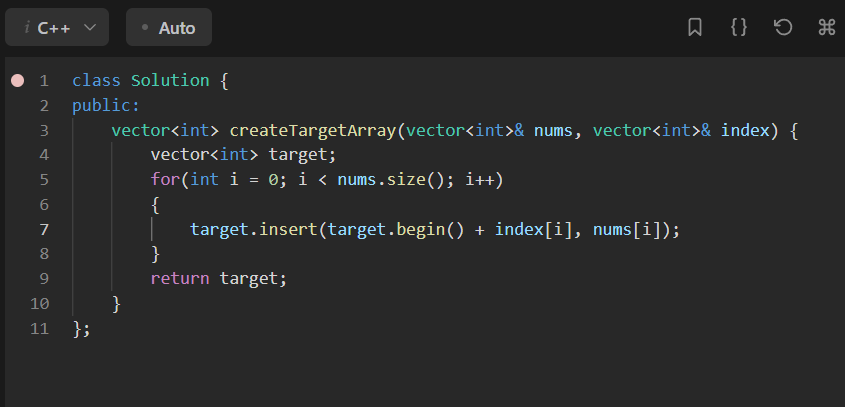 i C++ Auto {}
1 class Solution {
2 public:
3     vector<int> createTargetArray(vector<int>& nums, vector<int>& index) {
4         vector<int> target;
5         for(int i = 0; i < nums.size(); i++)
6         {
7             target.insert(target.begin() + index[i], nums[i]);
8         }
9         return target;
10     }
11 };